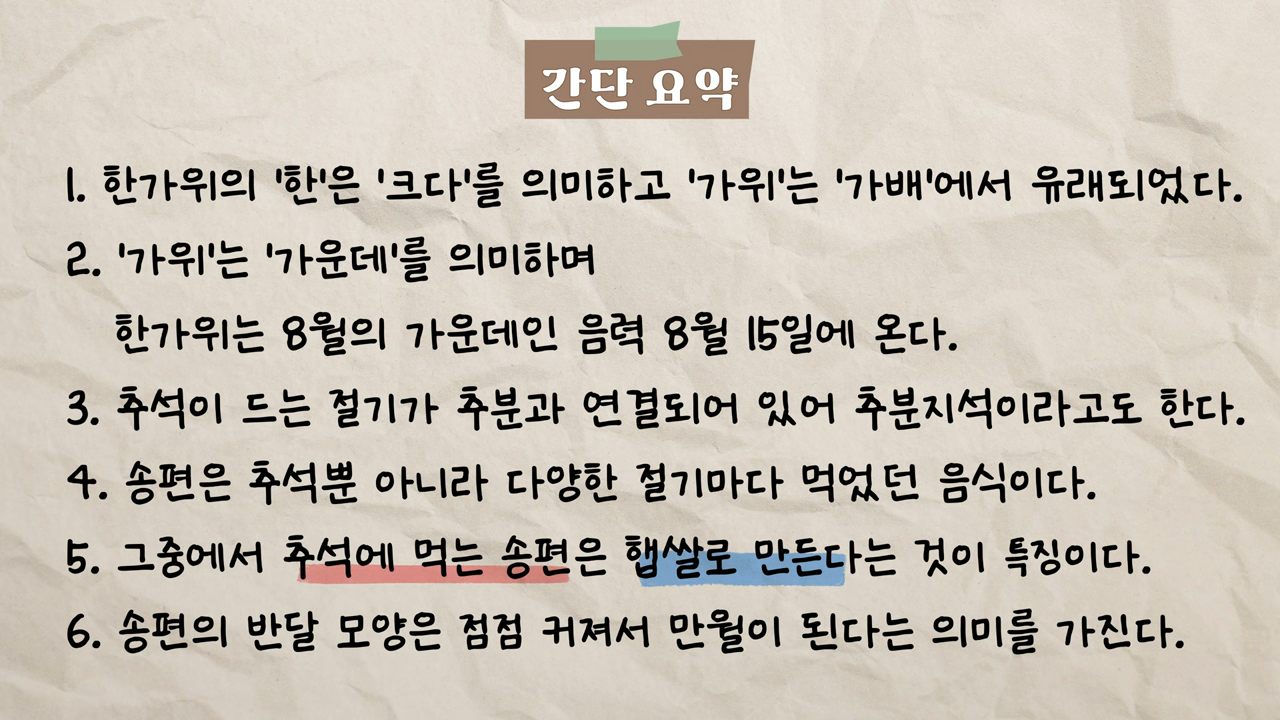 간단 요약
1. 한가위의 '한'은 '크다'를 의미하고 '가위'는 '가배'에서 유래되었다.
2. '가위'는 '가운데'를 의미하며
한가위는 8월의 가운데인 음력 8월 15일에 온다.
3. 추석이 드는 절기가 추분과 연결되어 있어 추분지석이라고도 한다.
4. 송편은 추석뿐 아니라 다양한 절기마다 먹었던 음식이다.
5. 그중에서 추석에 먹는 송편은 햅쌀로 만든다는 것이 특징이다.
6. 송편의 반달 모양은 점점 커져서 만월이 된다는 의미를 가진다.